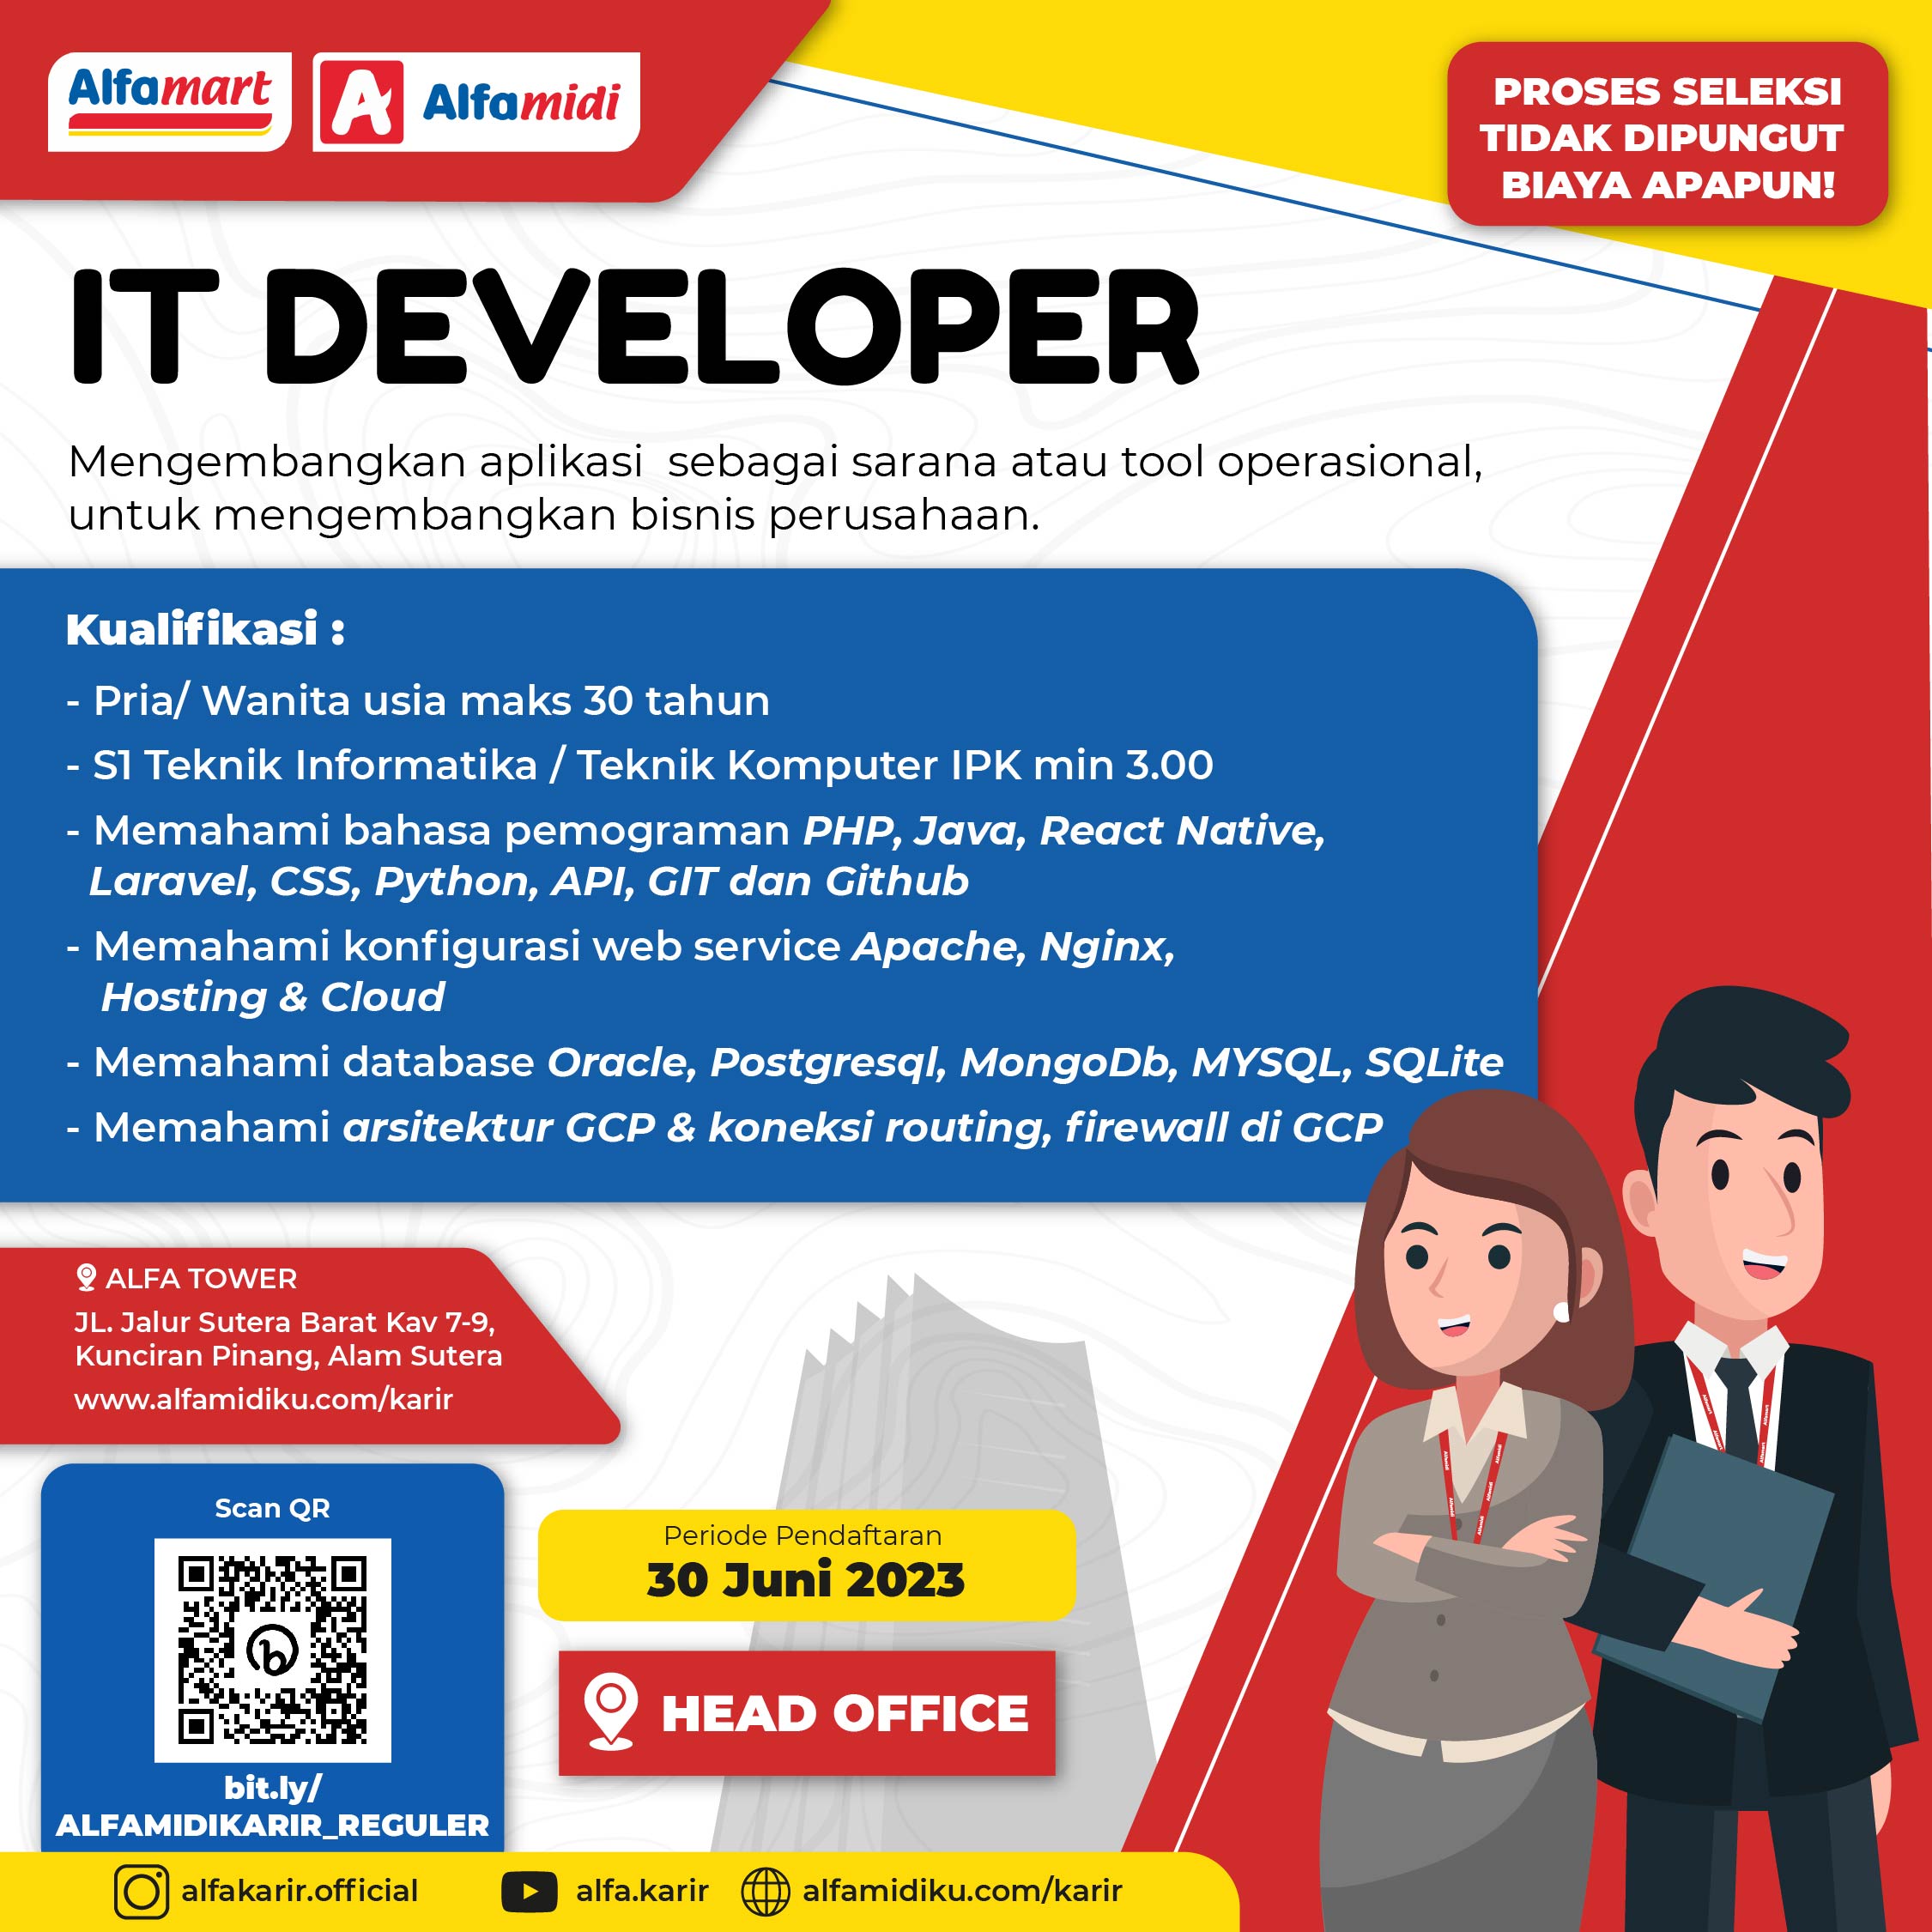 Alfamart
Alfamidi
PROSES SELEKSI
TIDAK DIPUNGUT
BIAYA APAPUN!
IT DEVELOPER
Mengembangkan aplikasi sebagai sarana atau tool operasional,
untuk mengembangkan bisnis perusahaan.
Kualifikasi :
- Pria/ Wanita usia maks 30 tahun
- S1 Teknik Informatika / Teknik Komputer IPK min 3.00
- Memahami bahasa pemograman PHP, Java, React Native,
Laravel, CSS, Python, API, GIT dan Github
- Memahami konfigurasi web service Apache, Nginx,
Hosting & Cloud
- Memahami database Oracle, Postgresql, MongoDb, MYSQL, SQLite
- Memahami arsitektur GCP & koneksi routing, firewall di GCP
ALFA TOWER
JL. Jalur Sutera Barat Kav 7-9,
Kunciran Pinang, Alam Sutera
www.alfamidiku.com/karir
Scan QR
bit.ly/
ALFAMIDIKARIR_REGULER
Periode Pendaftaran
30 Juni 2023
HEAD OFFICE
alfakarir.official
alfa.karir
alfamidiku.com/karir